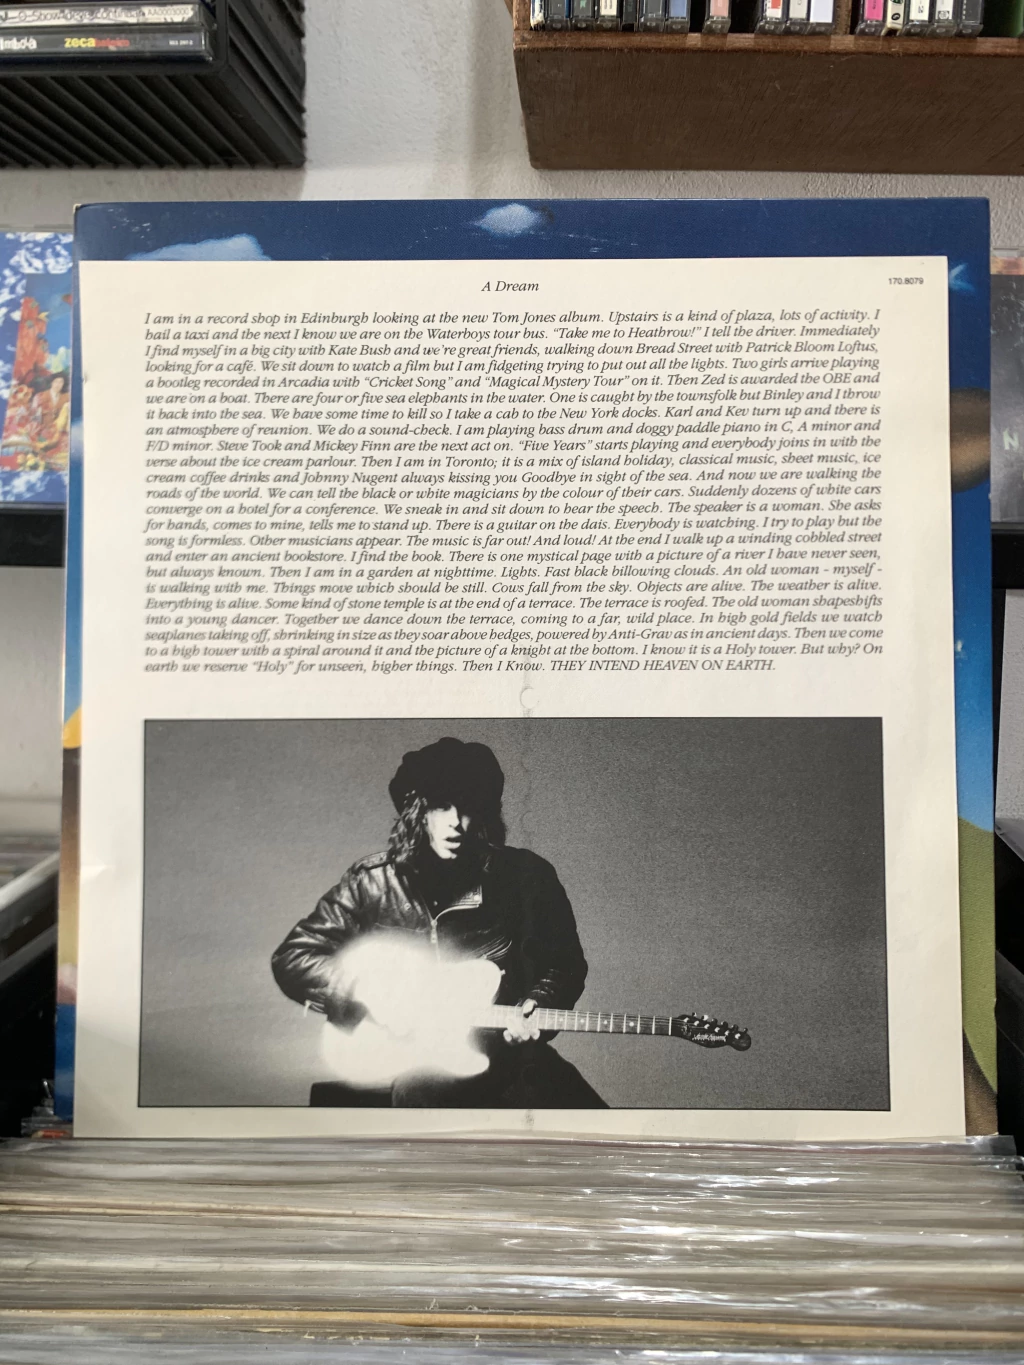 zeca
A Dream
170.8079
I am in a record shop in Edinburgh looking at the new Tom Jones album. Upstairs is a kind of plaza, lots of activity. I
hail a taxi and the next I know we are on the Waterboys tour bus. “Take me to Heathrow!” I tell the driver. Immediately
I find myself in a big city with Kate Bush and we're great friends, walking down Bread Street with Patrick Bloom Loftus,
looking for a café. We sit down to watch a film but I am fidgeting trying to put out all the lights. Two girls arrive playing
a bootleg recorded in Arcadia with “Cricket Song” and “Magical Mystery Tour” on it. Then Zed is awarded the OBE and
we are on a boat. There are four or five sea elephants in the water. One is caught by the townsfolk but Binley and I throw
it back into the sea. We have some time to kill so I take a cab to the New York docks. Karl and Kev turn up and there is
an atmosphere of reunion. We do a sound-check. I am playing bass drum and doggy paddle piano in C, A minor and
F/D minor. Steve Took and Mickey Finn are the next act on. “Five Years” starts playing and everybody joins in with the
verse about the ice cream parlour. Then I am in Toronto; it is a mix of island holiday, classical music, sheet music, ice
cream coffee drinks and Johnny Nugent always kissing you Goodbye in sight of the sea. And now we are walking the
roads of the world. We can tell the black or white magicians by the colour of their cars. Suddenly dozens of white cars
converge on a hotel for a conference. We sneak in and sit down to hear the speech. The speaker is a woman. She asks
for hands, comes to mine, tells me to stand up. There is a guitar on the dais. Everybody is watching. I try to play but the
song is formless. Other musicians appear. The music is far out! And loud! At the end I walk up a winding cobbled street
and enter an ancient bookstore. I find the book. There is one mystical page with a picture of a river I have never seen,
but always known. Then I am in a garden at nighttime. Lights. Fast black billowing clouds. An old woman - myself -
is walking with me. Things move which should be still. Cows fall from the sky. Objects are alive. The weather is alive.
Everything is alive. Some kind of stone temple is at the end of a terrace. The terrace is roofed. The old woman shapeshifts
into a young dancer. Together we dance down the terrace, coming to a far, wild place. In high gold fields we watch
seaplanes taking off, shrinking in size as they soar above hedges, powered by Anti-Grav as in ancient days. Then we come
to a high tower with a spiral around it and the picture of a knight at the bottom. I know it is a Holy tower. But why? On
earth we reserve “Holy” for unseen, higher things. Then I Know. THEY INTEND HEAVEN ON EARTH.